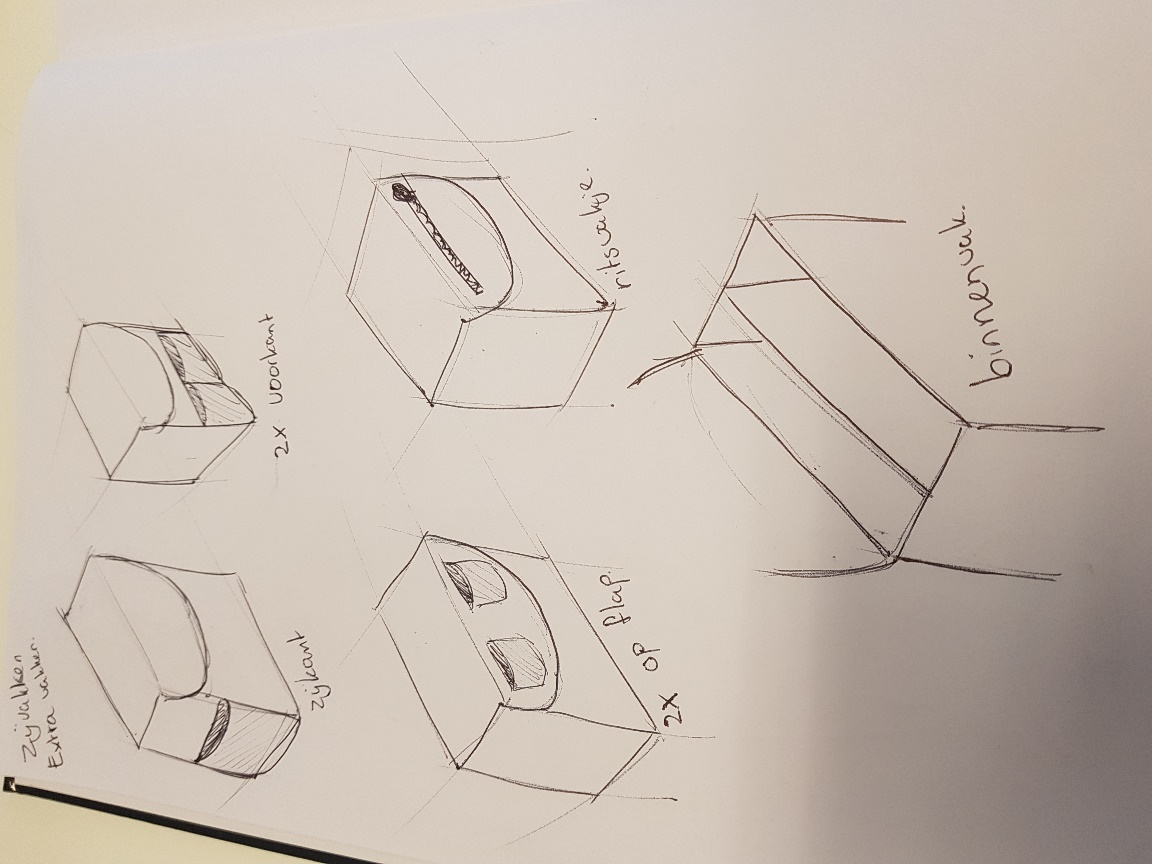 Zijvakken
Extra vakken.
zijkant
2x voorkant
2x op flap.
ritsvakje.
binnenvak.